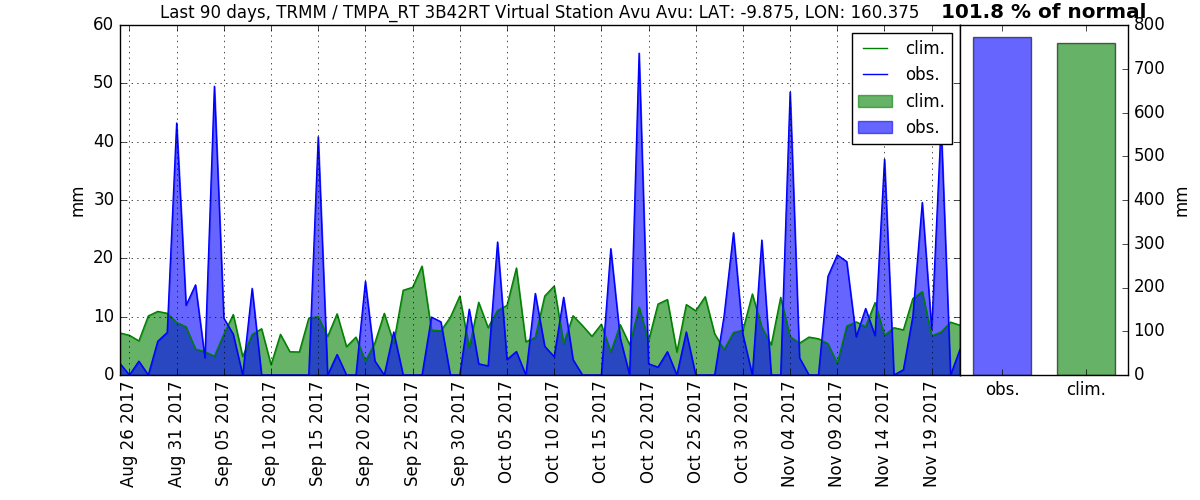 Last 90 days, TRMM / TMPA_RT 3B42RT Virtual Station Avu Avu: LAT: -9.875, LON: 160.375
101.8 % of normal
60
50
40
30
20
10
0
mm
clim.
obs.
clim.
obs.
800
700
600
500
400
300
200
100
0
mm
Aug 26 2017
Aug 31 2017
Sep 05 2017
Sep 10 2017
Sep 15 2017
Sep 20 2017
Sep 25 2017
Sep 30 2017
Oct 05 2017
Oct 10 2017
Oct 15 2017
Oct 20 2017
Oct 25 2017
Oct 30 2017
Nov 04 2017
Nov 09 2017
Nov 14 2017
Nov 19 2017
obs.
clim.